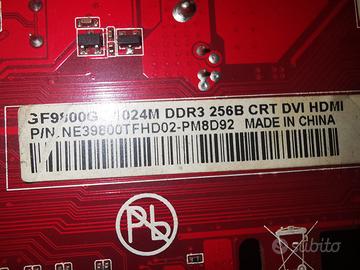 GF9800G 1024M DDR3 256B CRT DVI HDMI
P/N.NE39800TFHD02-PM8D92 MADE IN CHINA
Pb
subito